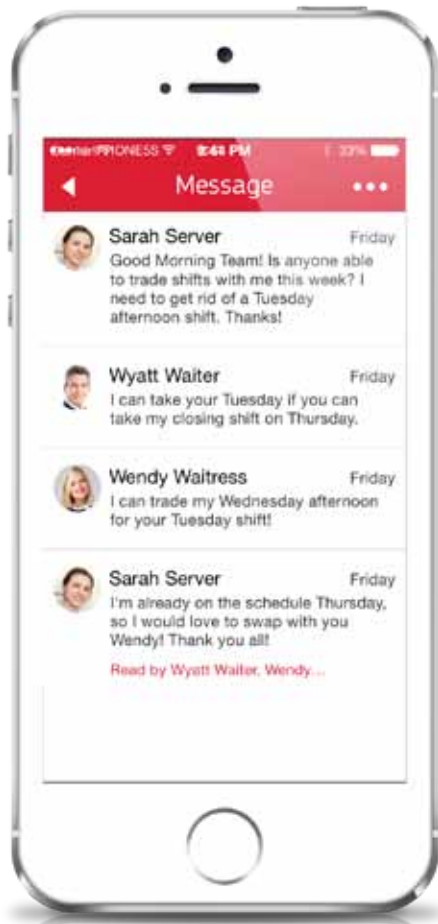 PM
33%
Message
Sarah Server Friday
Good Morning Team! Is anyone able
to trade shifts with me this week? I
need to get rid of a Tuesday
afternoon shift. Thanks!
Wyatt Waiter Friday
I can take your Tuesday if you can
take my closing shift on Thursday.
Wendy Waitress Friday
I can trade my Wednesday afternoon
for your Tuesday shift!
Sarah Server Friday
I'm already on the schedule Thursday,
so I would love to swap with you
Wendy! Thank you all!
Read by Wyatt Waiter, Wendy...